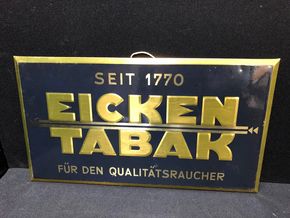 SEIT 1770
EICKEN
TABAK
FÜR DEN QUALITÄTSRAUCHER